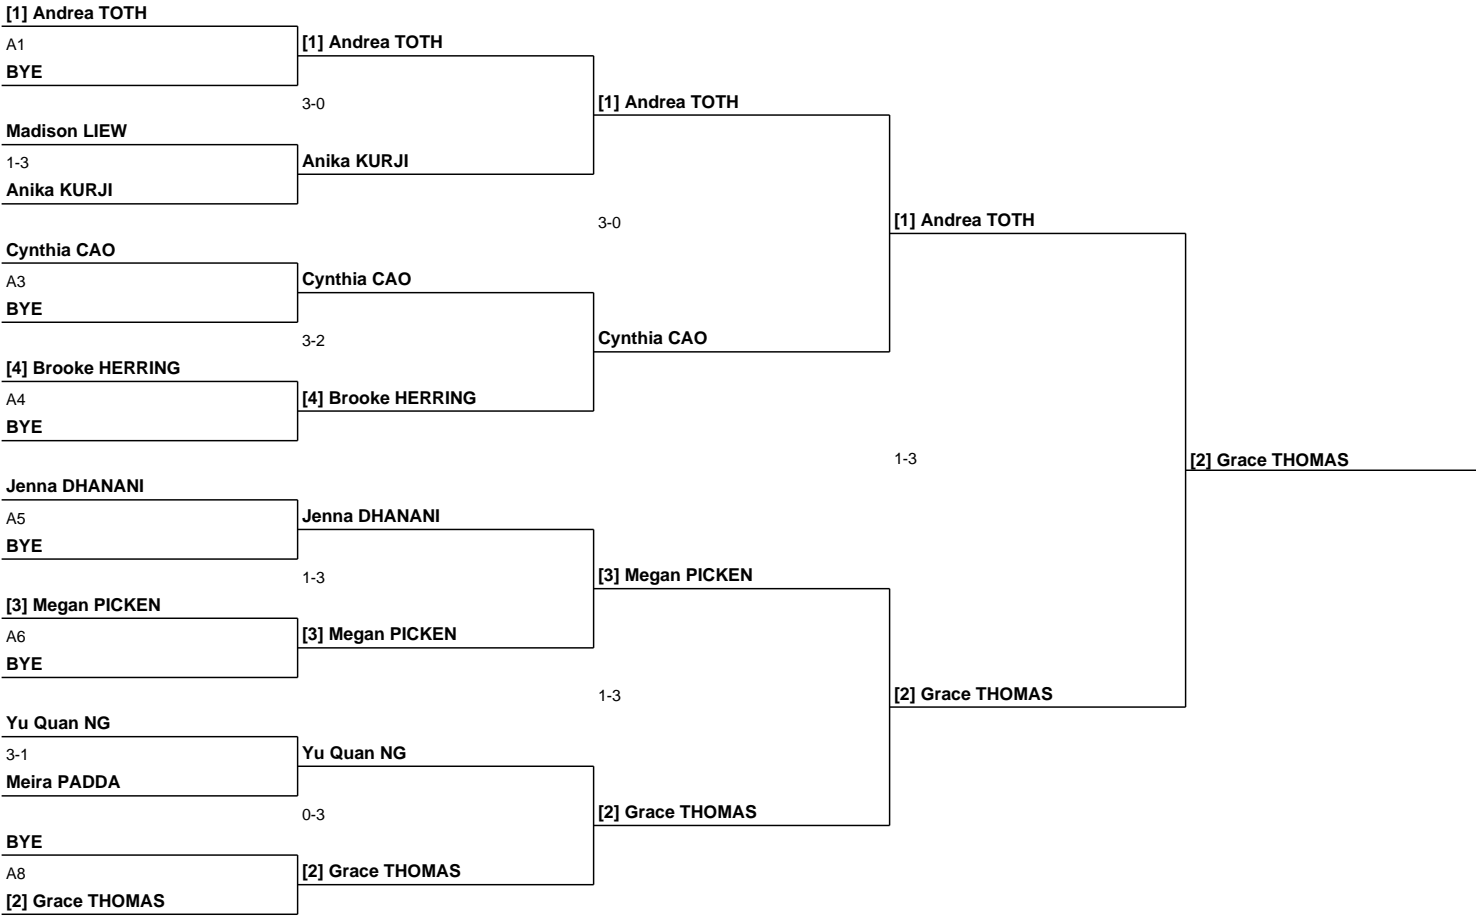 [1] Andrea TOTH
A1
BYE
Madison LIEW
1-3
Anika KURJI
Cynthia CAO
A3
BYE
[4] Brooke HERRING
A4
BYE
Jenna DHANANI
A5
BYE
[3] Megan PICKEN
A6
BYE
Yu Quan NG
3-1
Meira PADDA
BYE
A8
[2] Grace THOMAS
[1] Andrea TOTH
3-0
Anika KURJI
Cynthia CAO
3-2
[4] Brooke HERRING
Jenna DHANANI
1-3
[3] Megan PICKEN
Yu Quan NG
0-3
[2] Grace THOMAS
[1] Andrea TOTH
3-0
Cynthia CAO
[3] Megan PICKEN
1-3
[2] Grace THOMAS
[1] Andrea TOTH
1-3
[2] Grace THOMAS
[2] Grace THOMAS